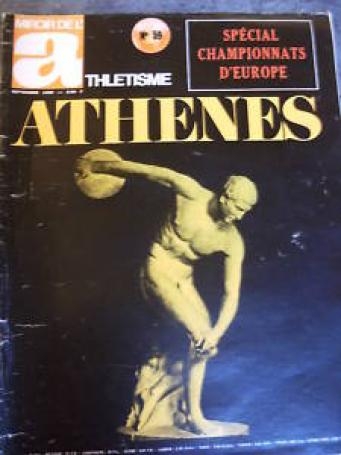 MIROIR DE L'
a
THLETISME
N° 59
SPÉCIAL
CHAMPIONNATS
D'EUROPE
ATHENES